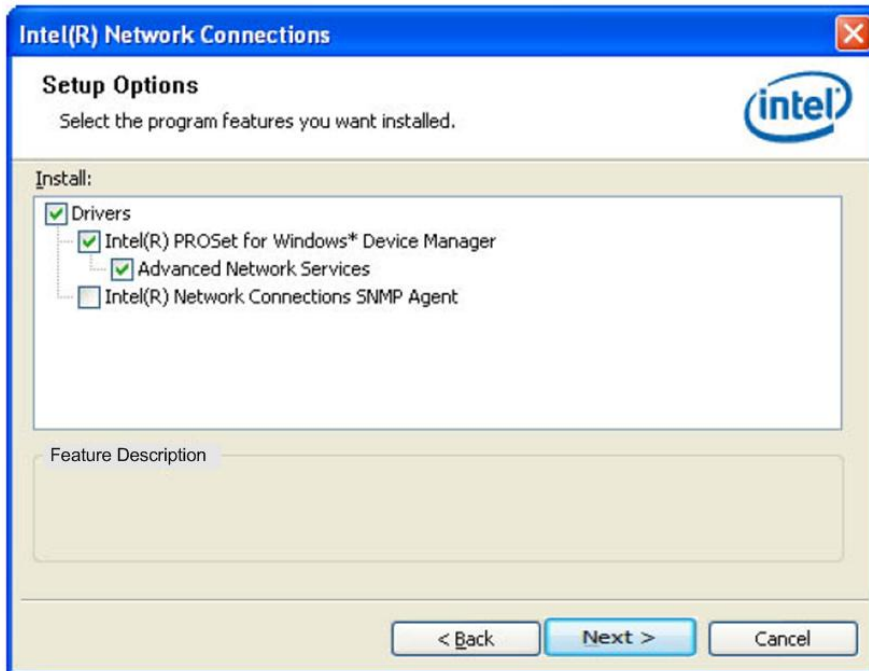 Intel(R) Network Connections
Setup Options
Select the program features you want installed.
intel
Install:
Drivers
Intel(R) PROSet for Windows* Device Manager
Advanced Network Services
Intel(R) Network Connections SNMP Agent
Feature Description
< Back
Next >
Cancel